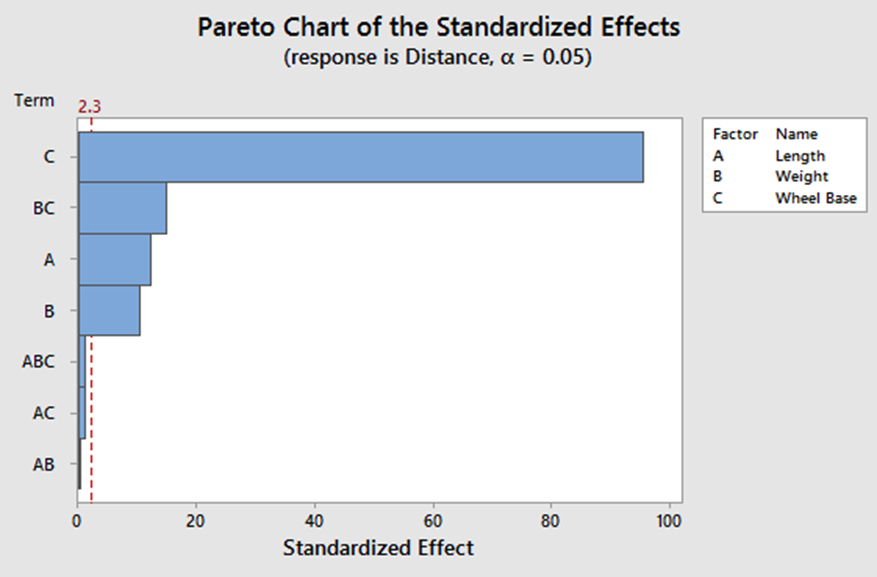 Pareto Chart of the Standardized Effects
(response is Distance, α = 0.05)
Term
2.3
C
BC
A
B
ABC
AC
AB
0 20 40 60 80 100
Standardized Effect
Factor Name
A Length
B Weight
C Wheel Base